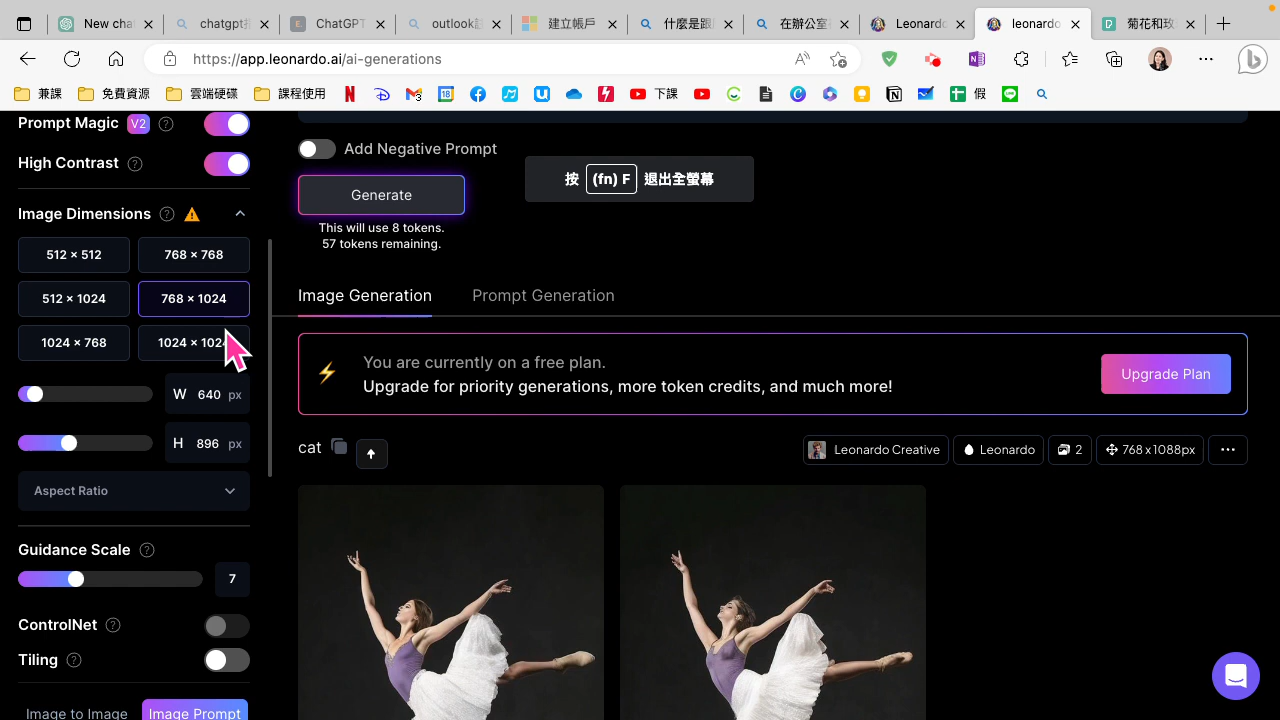 New chat
chatgpt
ChatGPT
outlook
建立帳戶
什麼是跟
在辦公室
Leonardo
leonardo
菊花和玫
https://app.leonardo.ai/ai-generations
兼課
免費資源
雲端硬碟
課程使用
下課
假
Prompt Magic V2
High Contrast
Image Dimensions
512 × 512
768 × 768
512 × 1024
768 × 1024
1024 × 768
1024 × 1024
W 640 px
H 896 px
Aspect Ratio
Guidance Scale
7
ControlNet
Tiling
Image to Image
Image Prompt
Add Negative Prompt
按 (fn) F 退出全螢幕
Generate
This will use 8 tokens.
57 tokens remaining.
Image Generation
Prompt Generation
You are currently on a free plan.
Upgrade for priority generations, more token credits, and much more!
Upgrade Plan
cat
Leonardo Creative
Leonardo
2
768 x 1088px